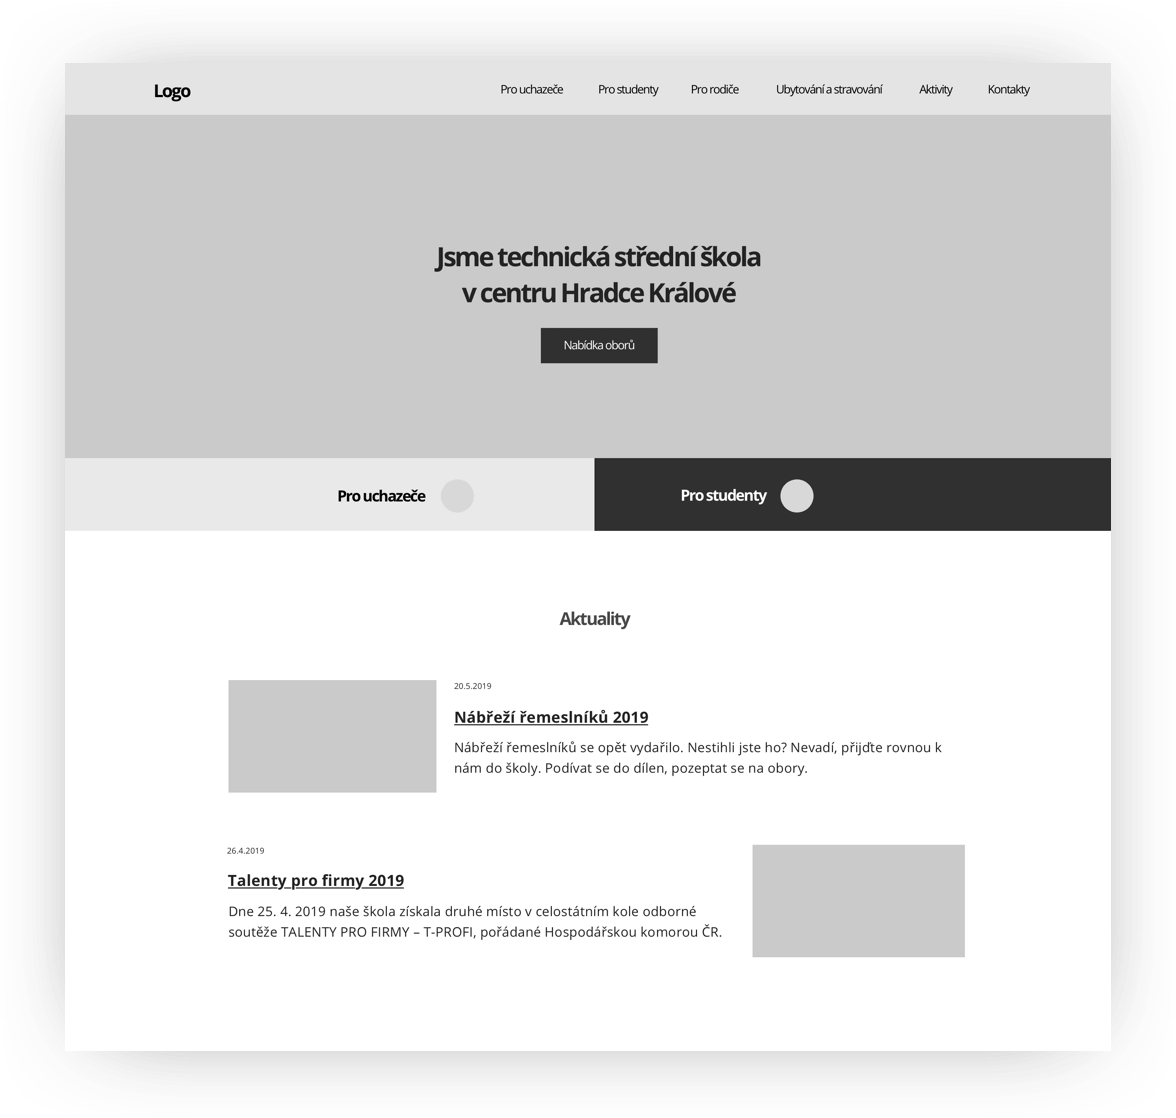 Logo
Pro uchazeče
Pro studenty
Pro rodiče
Ubytování a stravování
Aktivity
Kontakty
Jsme technická střední škola
v centru Hradce Králové
Nabídka oborů
Pro uchazeče
Pro studenty
Aktuality
20.5.2019
Nábřeží řemeslníků 2019
Nábřeží řemeslníků se opět vydařilo. Nestihli jste ho? Nevadí, přijďte rovnou k
nám do školy. Podívat se do dílen, pozeptat se na obory.
26.4.2019
Talenty pro firmy 2019
Dne 25. 4. 2019 naše škola získala druhé místo v celostátním kole odborné
soutěže TALENTY PRO FIRMY – T-PROFI, pořádané Hospodářskou komorou ČR.